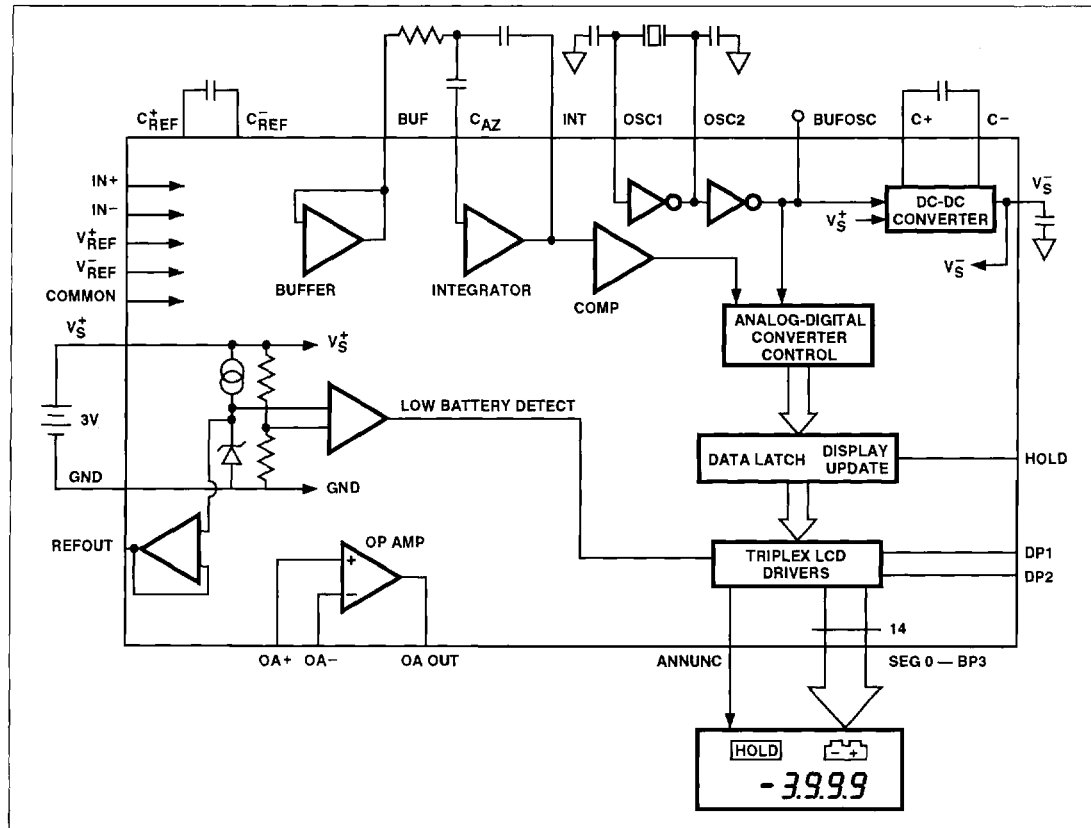 C+REF C-REF BUF CAZ INT OSC1 OSC2 BUFOSC C+ C-
IN+
IN-
V+REF
V-REF
COMMON
V+S
BUFFER
INTEGRATOR
COMP
V+S
DC-DC
CONVERTER
V-S
V-S
ANALOG-DIGITAL
CONVERTER
CONTROL
V+S
3V
LOW BATTERY DETECT
GND
GND
DATA LATCH
DISPLAY
UPDATE
HOLD
REFOUT
OP AMP
+
−
TRIPLEX LCD
DRIVERS
DP1
DP2
14
OA+ OA− OA OUT
ANNUNC
SEG 0 — BP3
HOLD
− +
-3.9.9.9